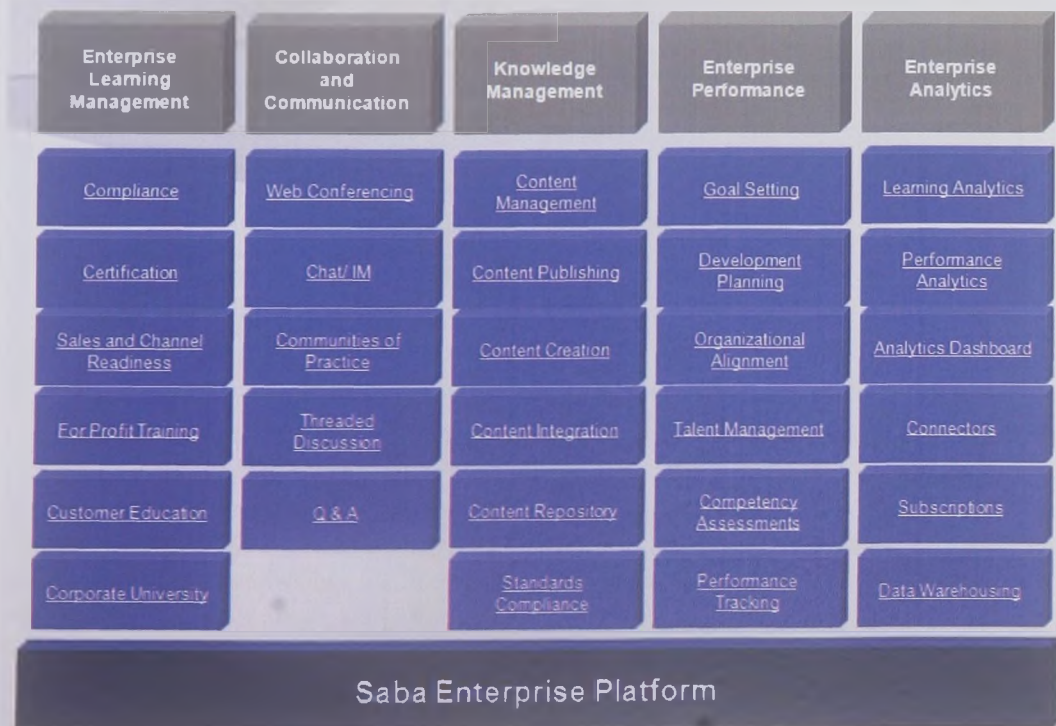 Enterprise
Learning
Management
Collaboration
and
Communication
Knowledge
Management
Enterprise
Performance
Enterprise
Analytics
Compliance
Web Conferencing
Content
Management
Goal Setting
Learning Analytics
Certification
Chat/ IM
Content Publishing
Development
Planning
Performance
Analytics
Sales and Channel
Readiness
Communities of
Practice
Content Creation
Organizational
Alignment
Analytics Dashboard
For Profit Training
Threaded
Discussion
Content Integration
Talent Management
Connectors
Customer Education
Q & A
Content Repository
Competency
Assessments
Subscriptions
Corporate University
Standards
Compliance
Performance
Tracking
Data Warehousing
Saba Enterprise Platform